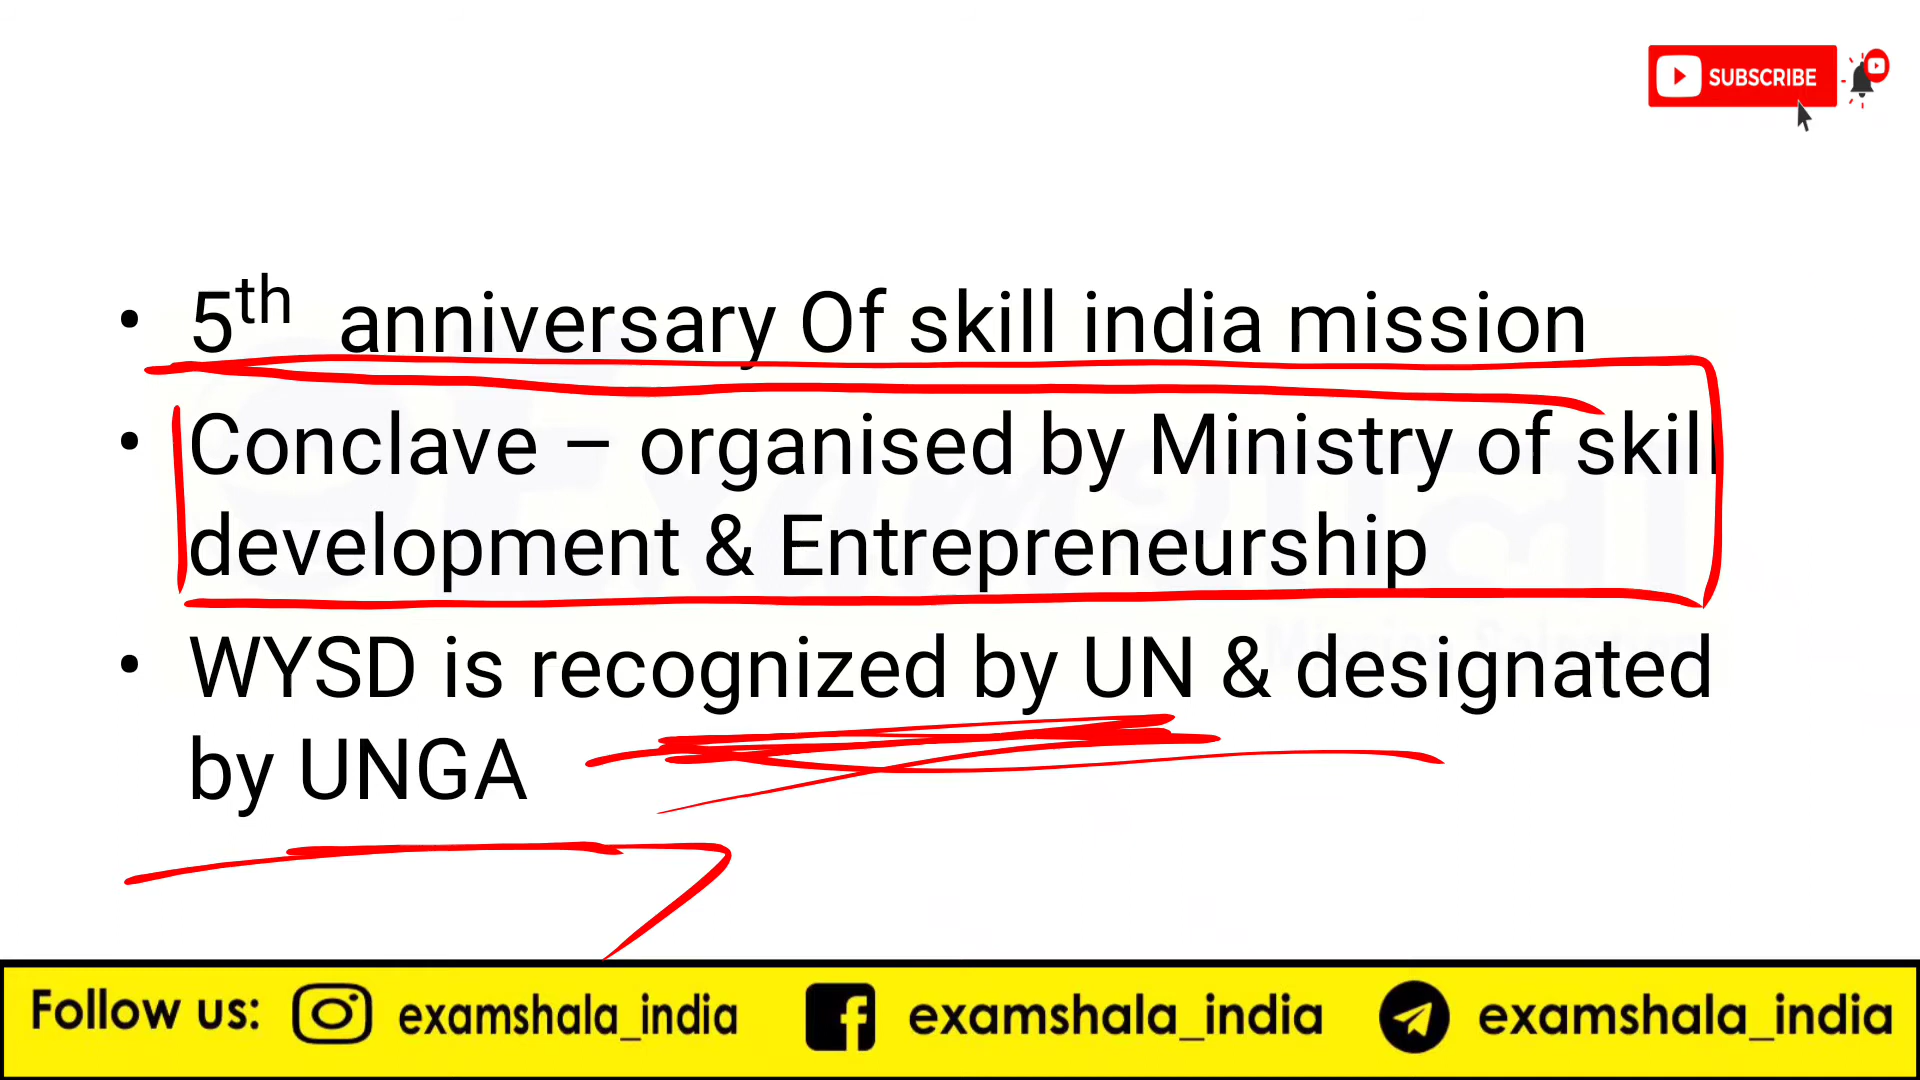 SUBSCRIBE
• 5th anniversary Of skill india mission
• Conclave – organised by Ministry of skill
development & Entrepreneurship
• WYSD is recognized by UN & designated
by UNGA
Follow us: examshala_india examshala_india examshala_india